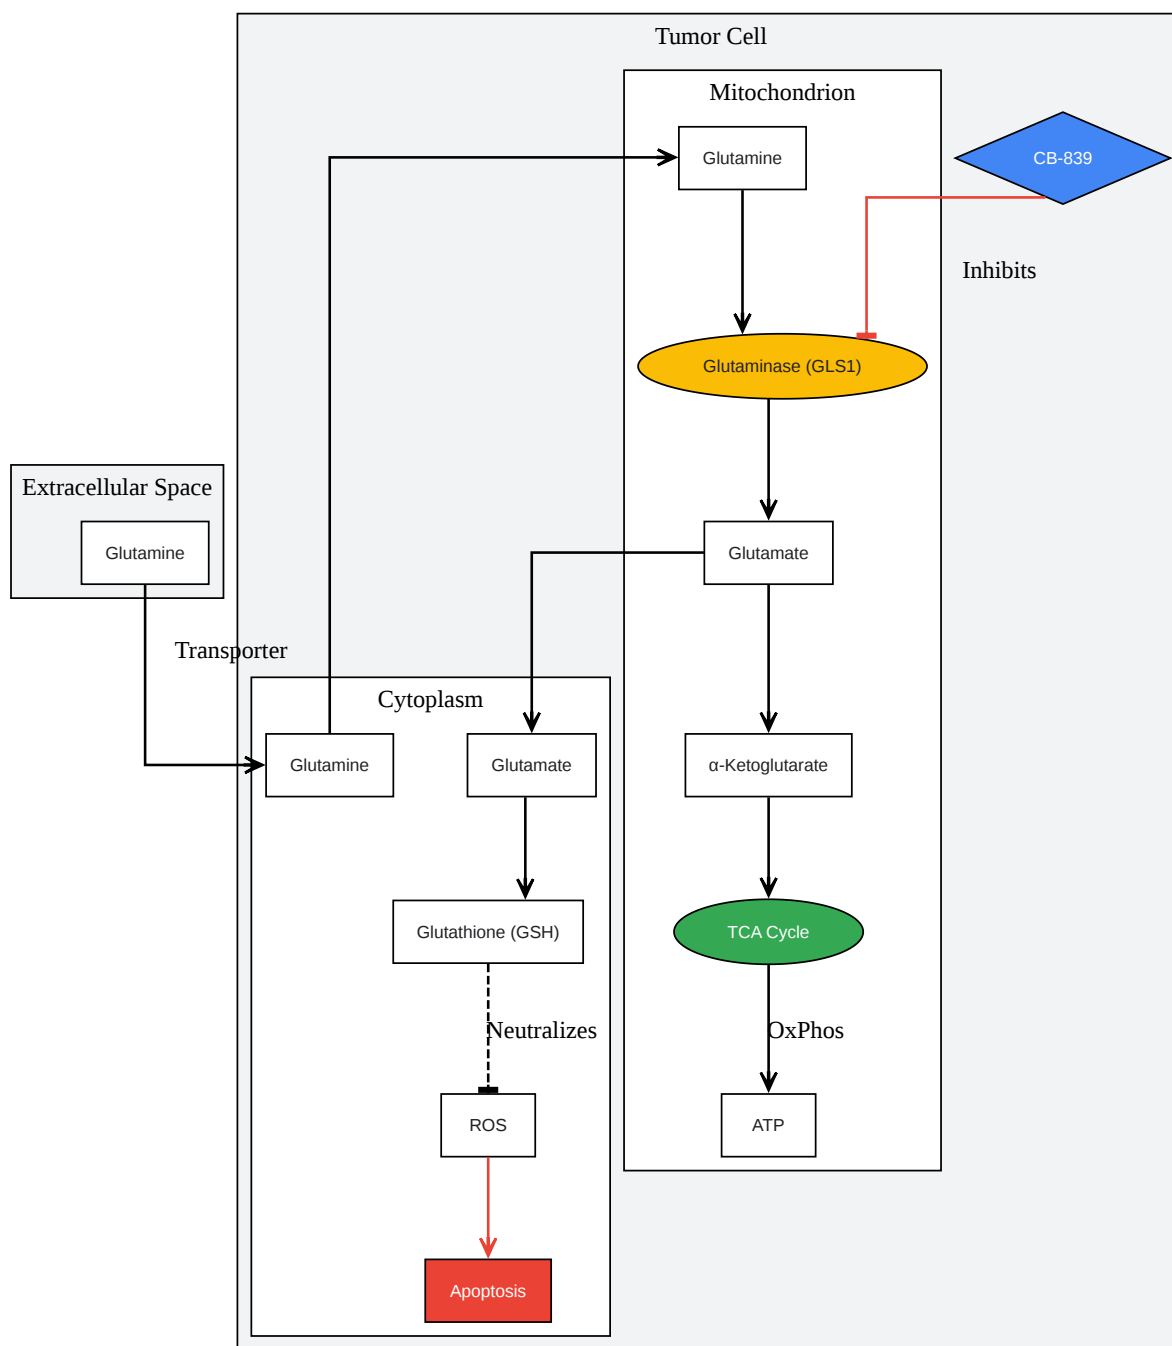 Tumor Cell
Mitochondrion
Glutamine
CB-839
Inhibits
Glutaminase (GLS1)
Extracellular Space
Glutamine
Glutamate
Transporter
Cytoplasm
Glutamine
Glutamate
α-Ketoglutarate
Glutathione (GSH)
TCA Cycle
Neutralizes
OxPhos
ROS
ATP
Apoptosis